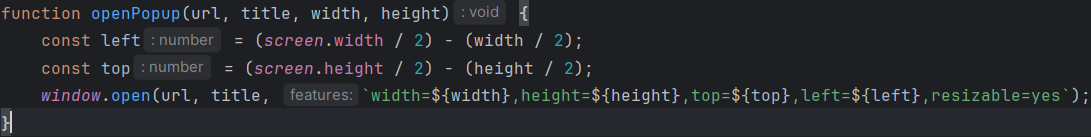 function openPopup(url, title, width, height) : void {
    const left : number = (screen.width / 2) - (width / 2);
    const top : number = (screen.height / 2) - (height / 2);
    window.open(url, title, features: `width=${width},height=${height},top=${top},left=${left},resizable=yes`);
}